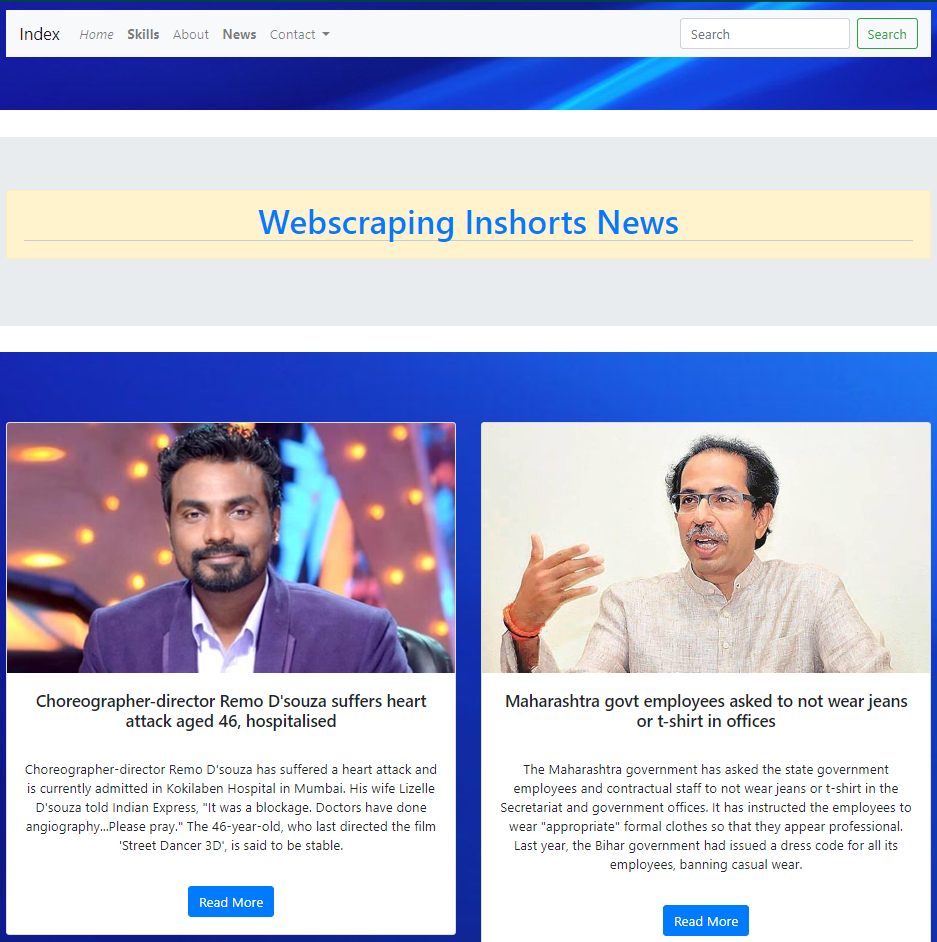 Index Home Skills About News Contact Search Search
Webscraping Inshorts News
Choreographer-director Remo D'souza suffers heart
attack aged 46, hospitalised
Choreographer-director Remo D'souza has suffered a heart attack and
is currently admitted in Kokilaben Hospital in Mumbai. His wife Lizelle
D'souza told Indian Express, "It was a blockage. Doctors have done
angiography...Please pray." The 46-year-old, who last directed the film
'Street Dancer 3D', is said to be stable.
Read More
Maharashtra govt employees asked to not wear jeans
or t-shirt in offices
The Maharashtra government has asked the state government
employees and contractual staff to not wear jeans or t-shirt in the
Secretariat and government offices. It has instructed the employees to
wear "appropriate" formal clothes so that they appear professional.
Last year, the Bihar government had issued a dress code for all its
employees, banning casual wear.
Read More